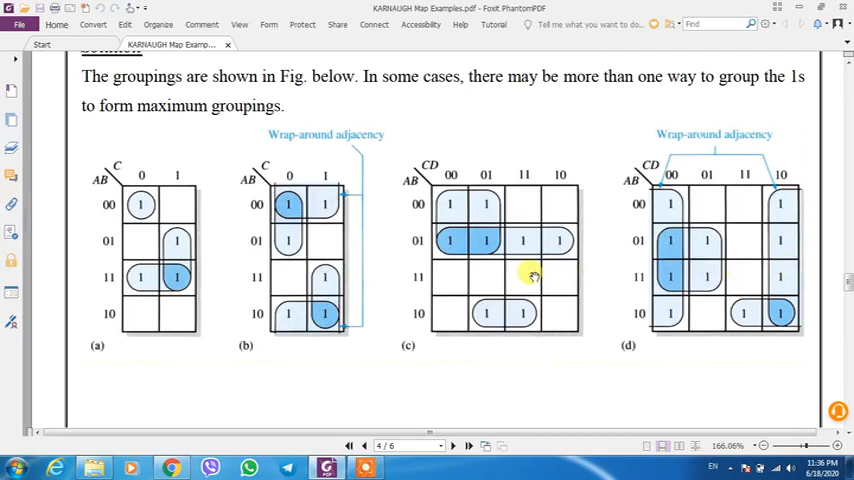 KARNAUGH Map Examples.pdf - Foxit PhantomPDF
File Home Convert Edit Organize Comment View Form Protect Share Connect Accessibility Help Tutorial Tell me what you want to do... Find
Start KARNAUGH Map Examp...
Solution
The groupings are shown in Fig. below. In some cases, there may be more than one way to group the 1s
to form maximum groupings.
Wrap-around adjacency Wrap-around adjacency
C C CD CD
AB 0 1 AB 0 1 AB 00 01 11 10 AB 00 01 11 10
00 1 00 1 1 00 1 1 00 1 1
01 1 01 1 01 1 1 1 1 01 1 1 1
11 1 1 11 1 11 11 1 1 1
10 10 1 1 10 1 1 10 1 1 1
(a) (b) (c) (d)
4 / 6 166.06%
EN 11:36 PM
6/18/2020